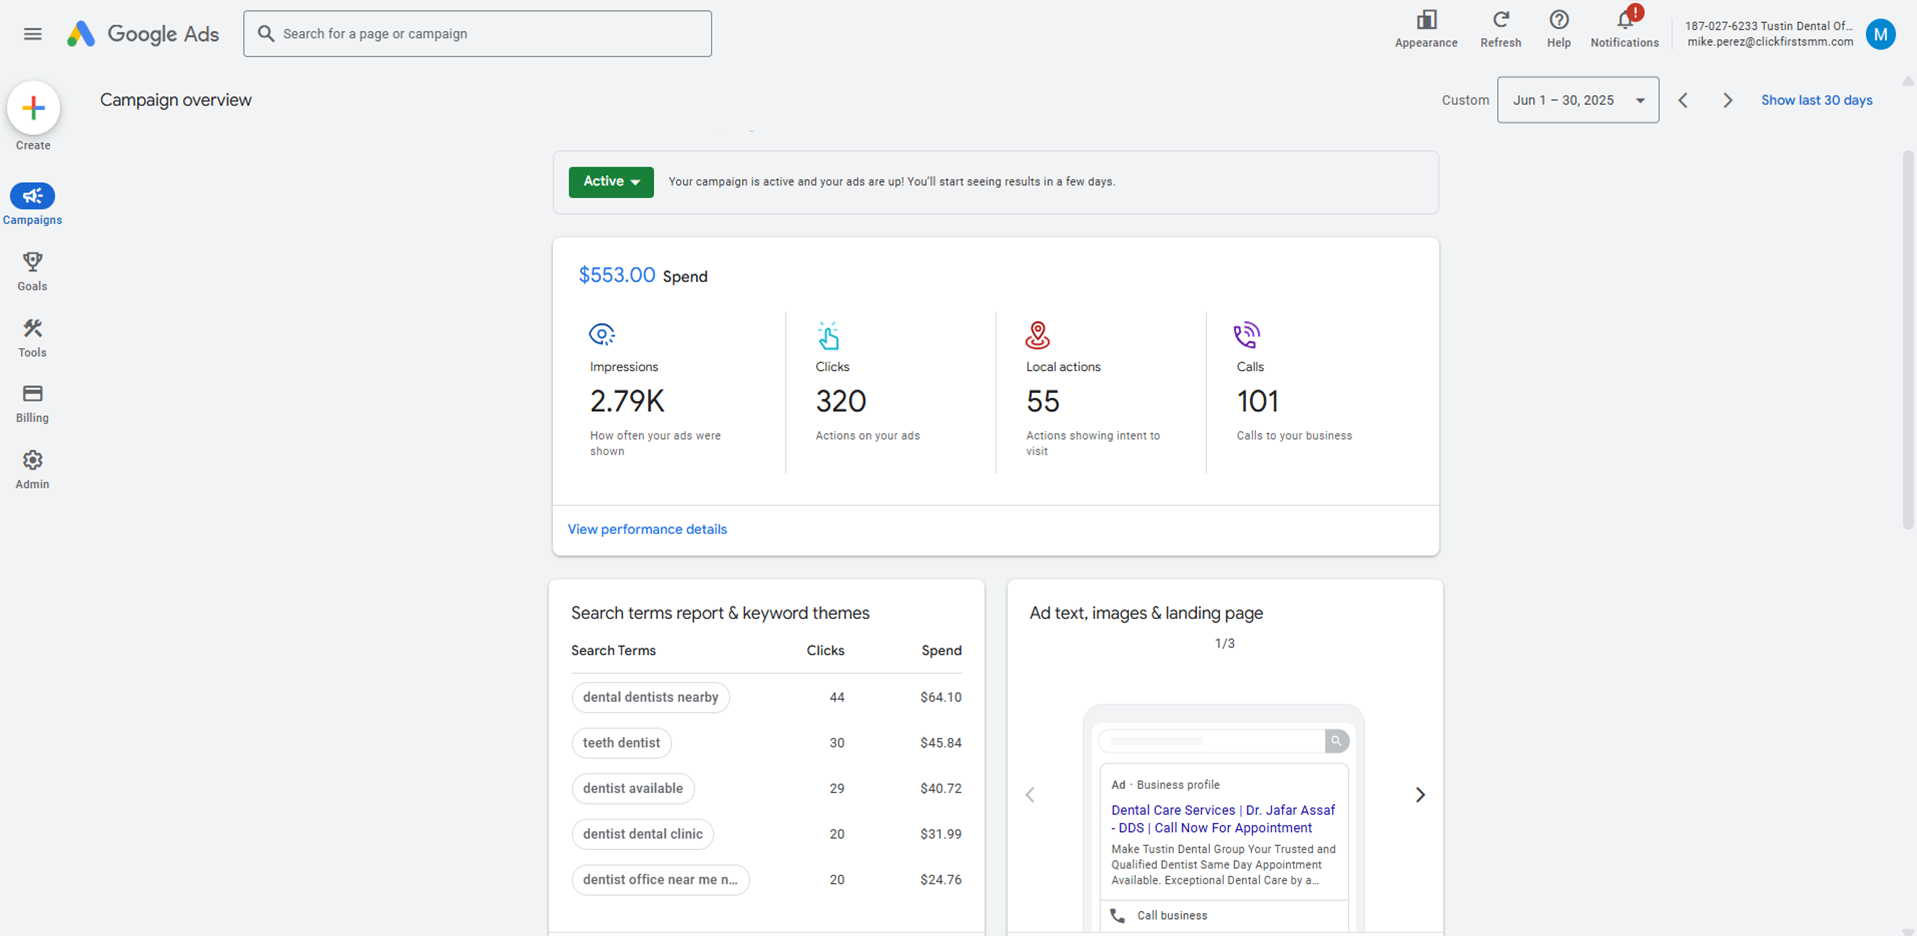 Google Ads
Search for a page or campaign
Appearance
Refresh
Help
!
Notifications
187-027-6233 Tustin Dental Of...
mike.perez@clickfirstsmm.com
M
Create
Campaigns
Goals
Tools
Billing
Admin
Campaign overview
Custom
Jun 1 – 30, 2025
Show last 30 days
Active
Your campaign is active and your ads are up! You'll start seeing results in a few days.
$553.00 Spend
Impressions
2.79K
How often your ads were
shown
Clicks
320
Actions on your ads
Local actions
55
Actions showing intent to
visit
Calls
101
Calls to your business
View performance details
Search terms report & keyword themes
Search Terms Clicks Spend
dental dentists nearby 44 $64.10
teeth dentist 30 $45.84
dentist available 29 $40.72
dentist dental clinic 20 $31.99
dentist office near me n... 20 $24.76
Ad text, images & landing page
1/3
Ad · Business profile
Dental Care Services | Dr. Jafar Assaf
- DDS | Call Now For Appointment
Make Tustin Dental Group Your Trusted and
Qualified Dentist Same Day Appointment
Available. Exceptional Dental Care by a...
Call business